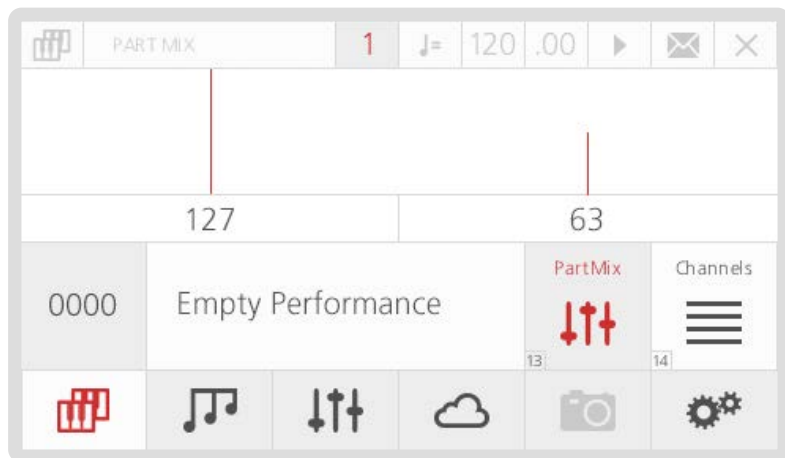 PART MIX 1 ♩= 120 .00
127 63
PartMix Channels
0000 Empty Performance
13 14